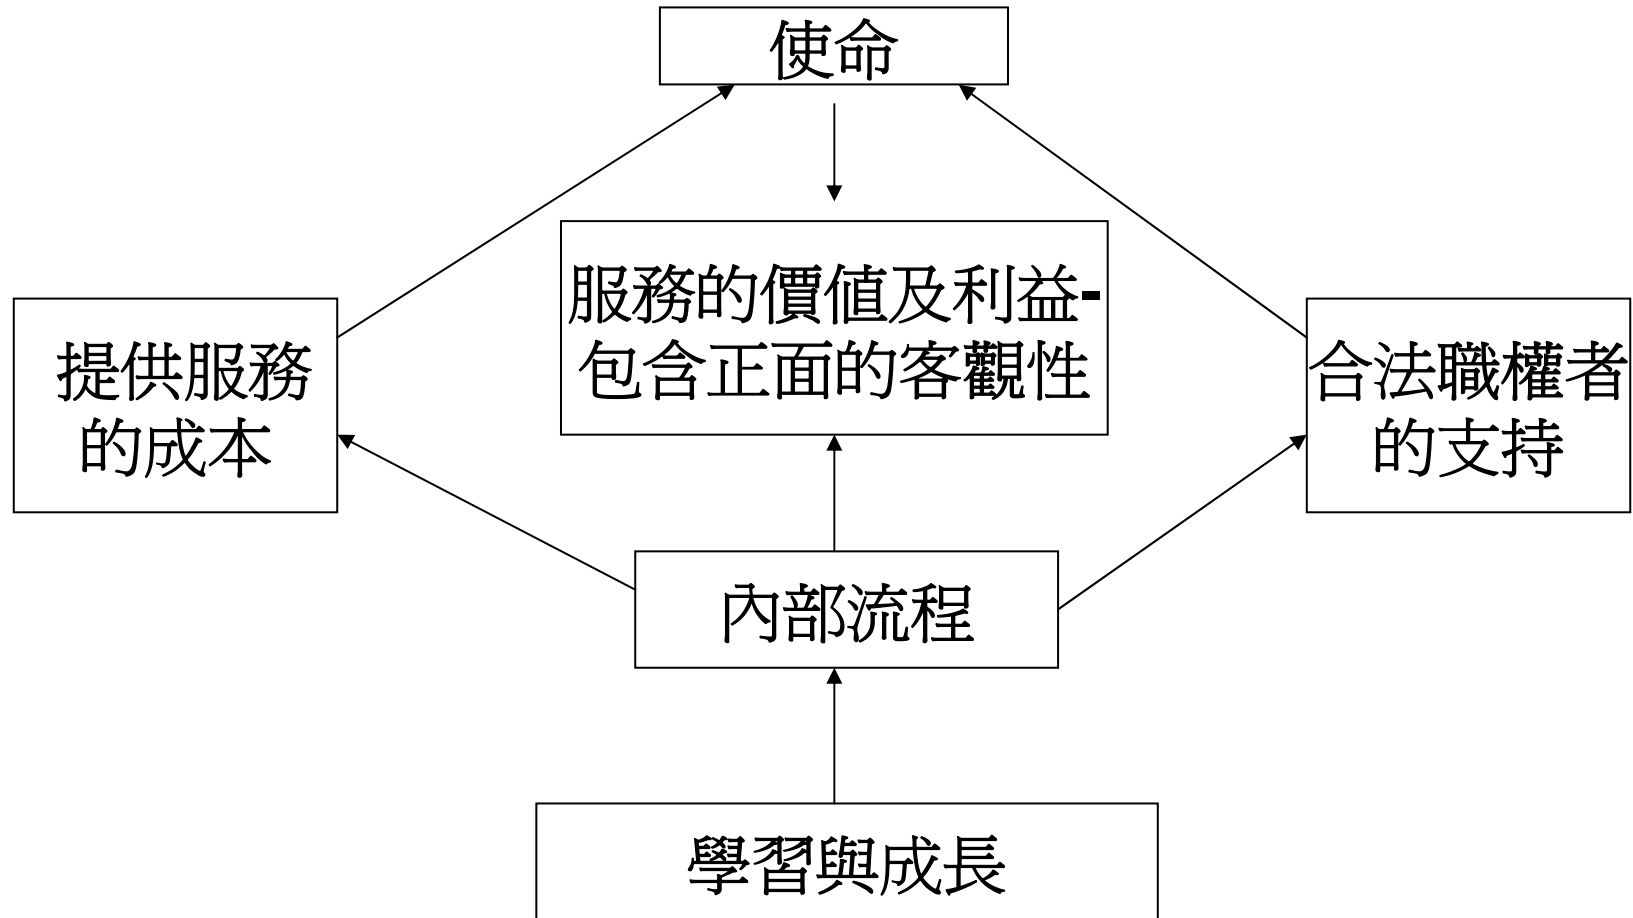 使命
服務的價值及利益-
包含正面的客觀性
提供服務
的成本
合法職權者
的支持
內部流程
學習與成長